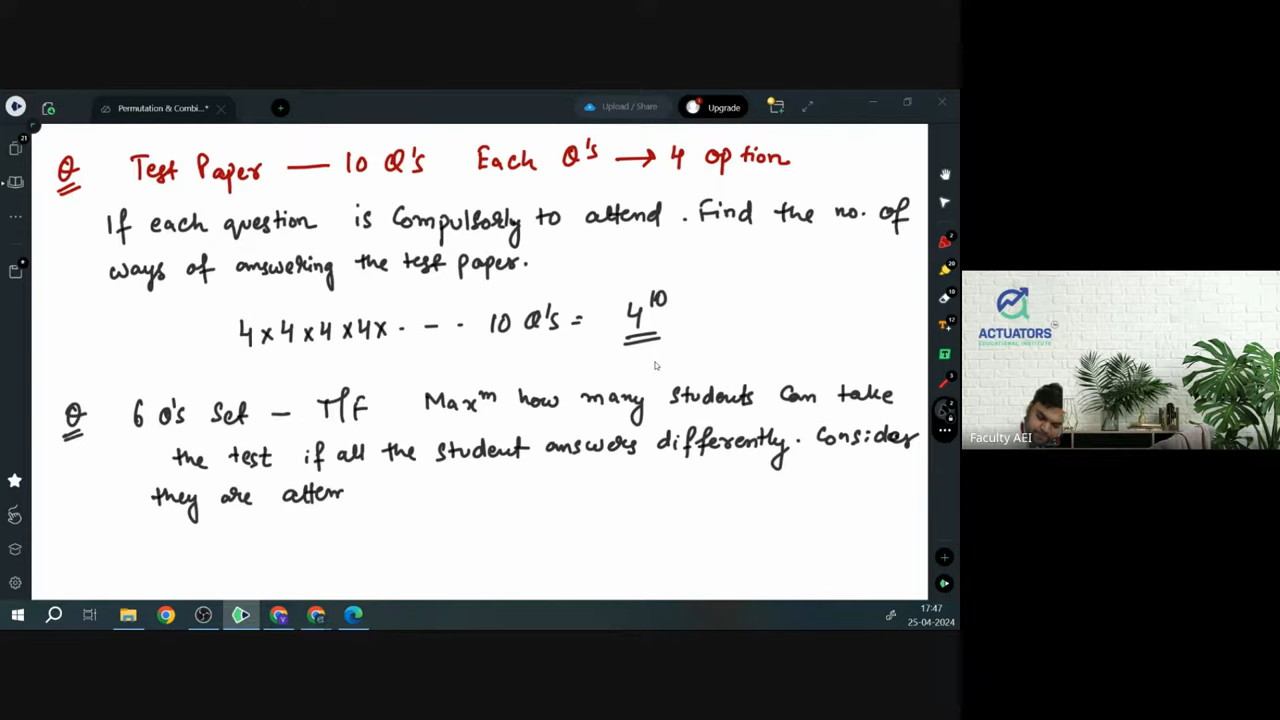 Permutation & Combi...*
Upload / Share
Upgrade
Q Test Paper — 10 Q's Each Q's → 4 option
If each question is Compulsorly to attend. Find the no. of
ways of answering the test paper.
4 x 4 x 4 x 4 x . - - . 10 Q's = 4^10
Q 6 Q's Set - T/F Max^m how many students can take
the test if all the student answers differently. Consider
they are attem
ACTUATORS
EDUCATIONAL INSTITUTE
Faculty AEI
17:47
25-04-2024